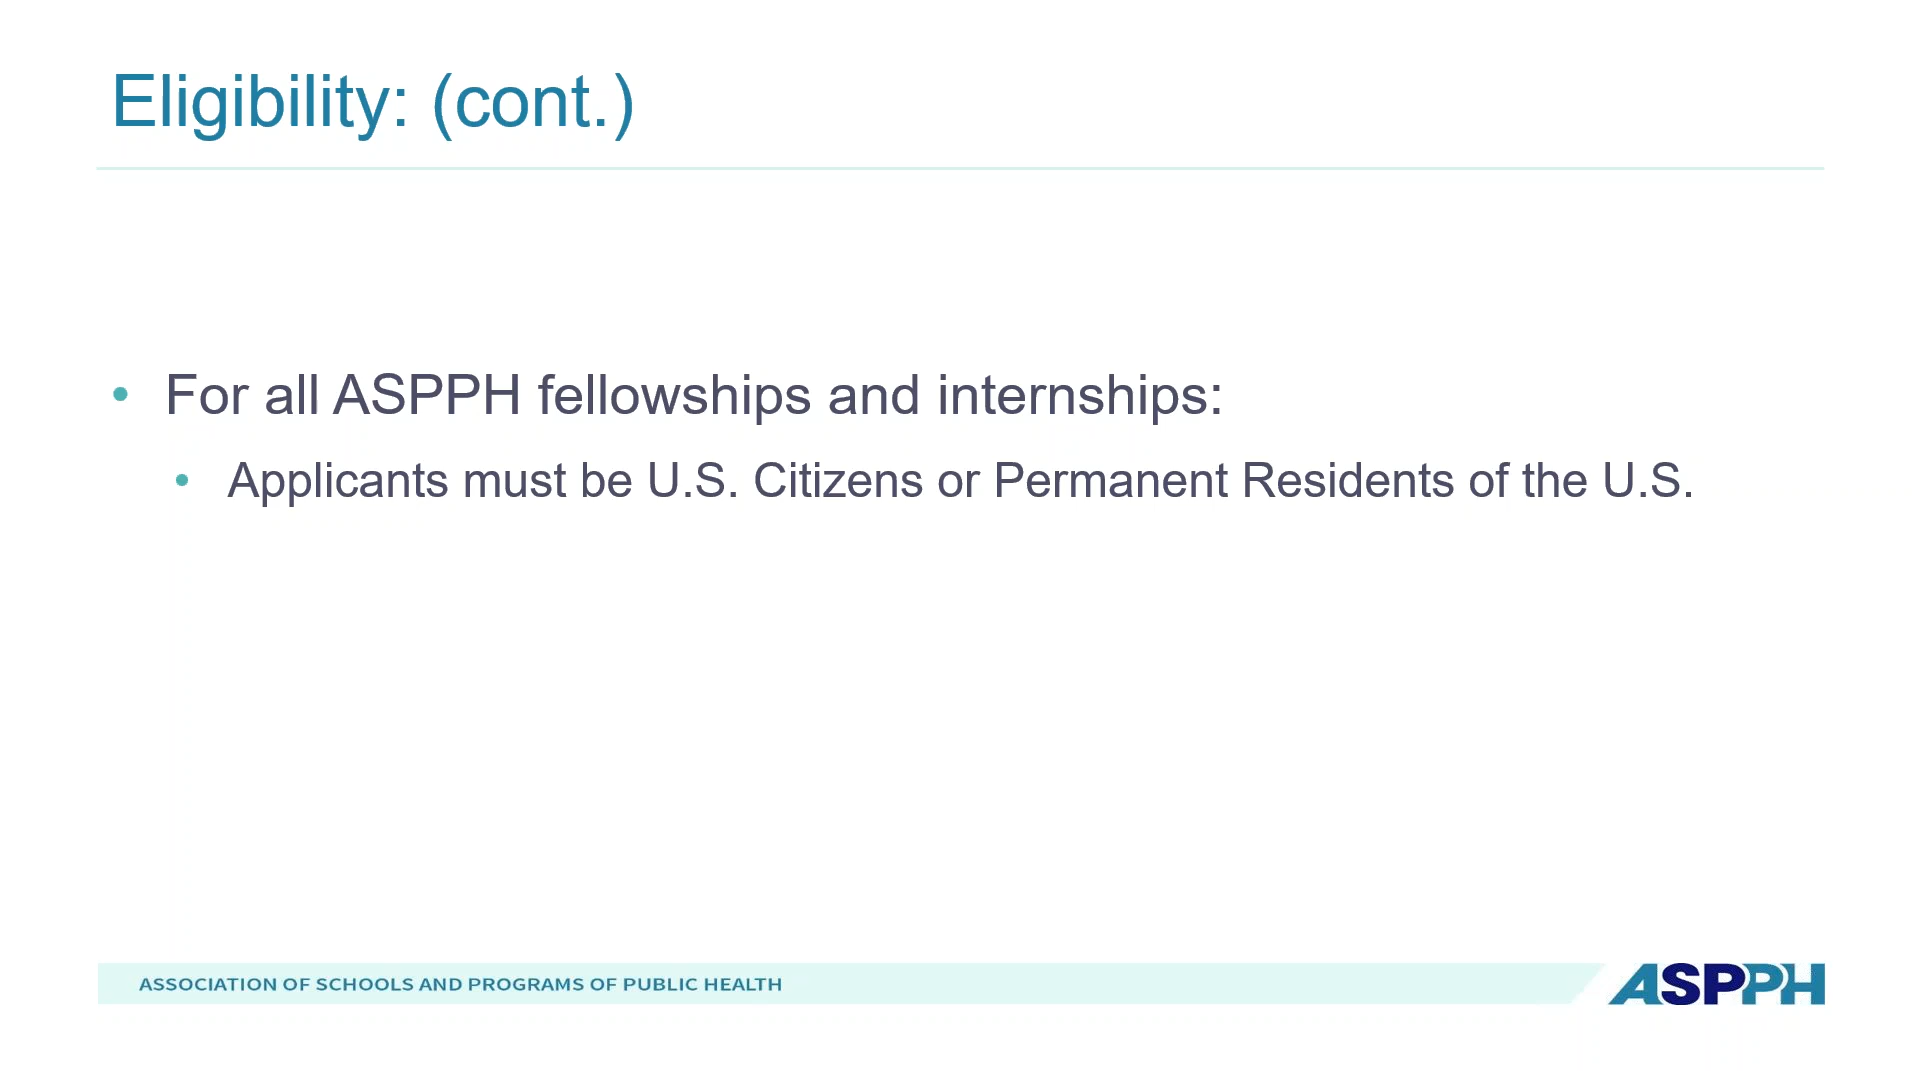 Eligibility: (cont.)
• For all ASPPH fellowships and internships:
• Applicants must be U.S. Citizens or Permanent Residents of the U.S.
ASSOCIATION OF SCHOOLS AND PROGRAMS OF PUBLIC HEALTH
ASPPH